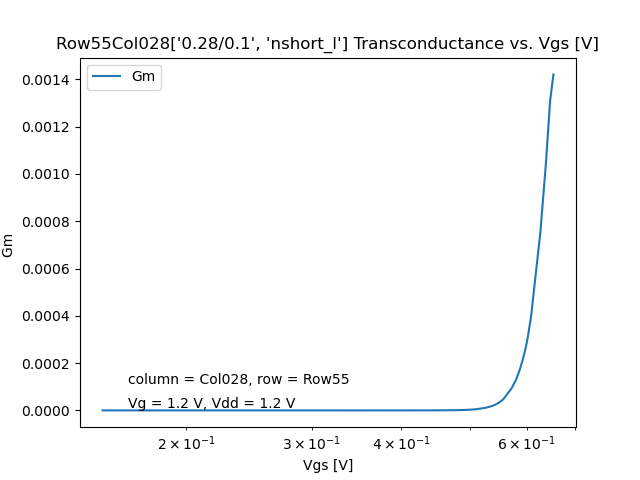 Row55Col028['0.28/0.1', 'nshort_l'] Transconductance vs. Vgs [V]
Gm
0.0014
0.0012
0.0010
0.0008
0.0006
0.0004
0.0002
0.0000
Gm
column = Col028, row = Row55
Vg = 1.2 V, Vdd = 1.2 V
2 × 10⁻¹
3 × 10⁻¹
4 × 10⁻¹
6 × 10⁻¹
Vgs [V]